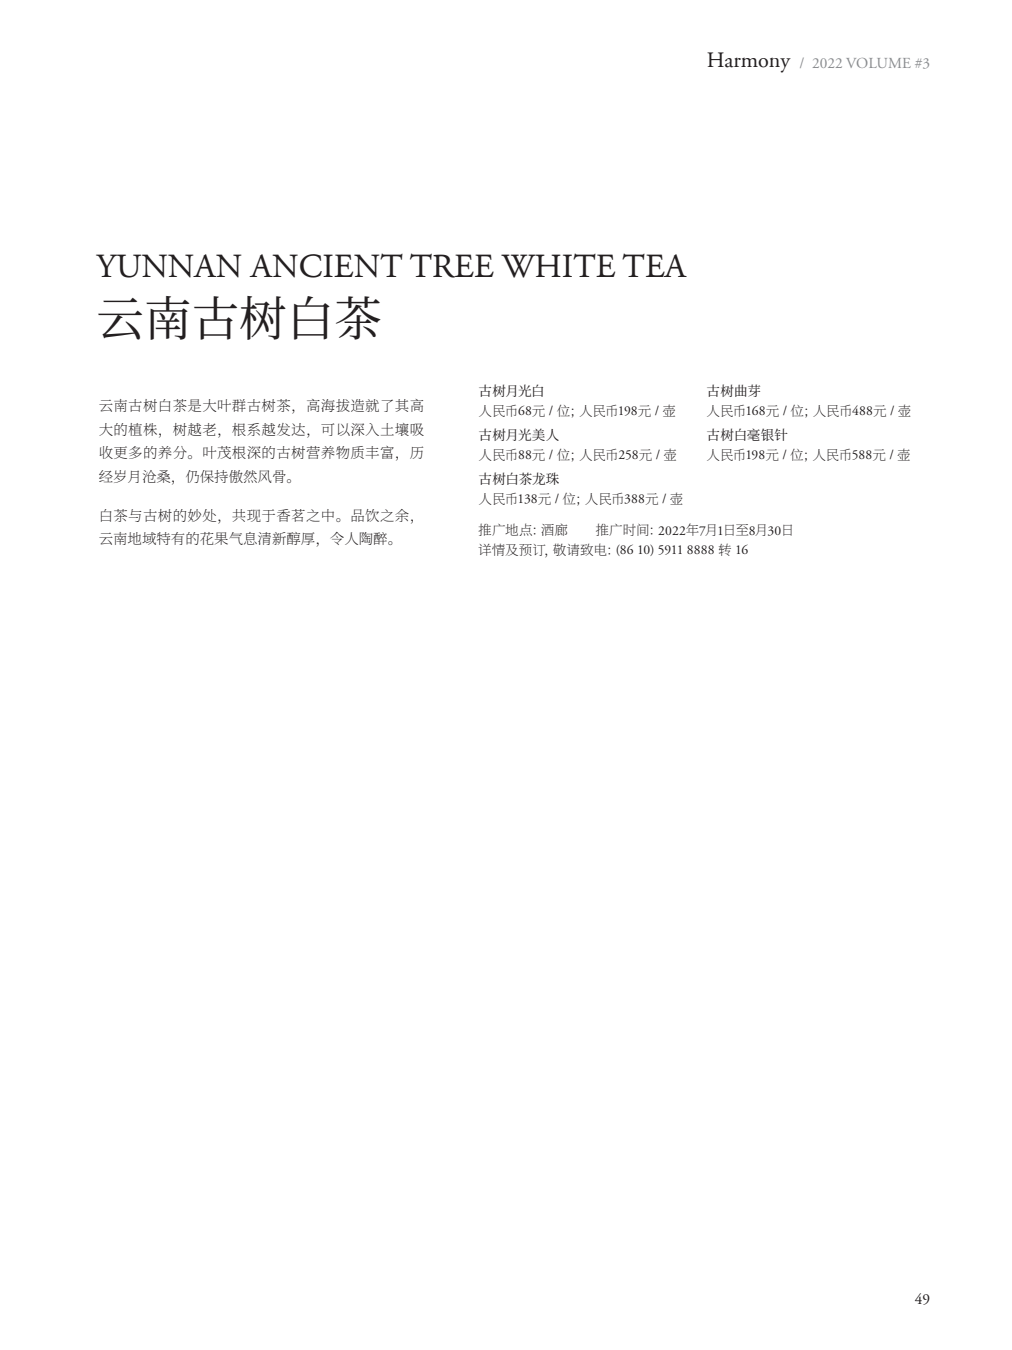 Harmony / 2022 VOLUME #3
YUNNAN ANCIENT TREE WHITE TEA
云南古树白茶
云南古树白茶是大叶群古树茶，高海拔造就了其高
大的植株，树越老，根系越发达，可以深入土壤吸
收更多的养分。叶茂根深的古树营养物质丰富，历
经岁月沧桑，仍保持傲然风骨。
白茶与古树的妙处，共现于香茗之中。品饮之余，
云南地域特有的花果气息清新醇厚，令人陶醉。
古树月光白
人民币68元 / 位; 人民币198元 / 壶
古树月光美人
人民币88元 / 位; 人民币258元 / 壶
古树白茶龙珠
人民币138元 / 位; 人民币388元 / 壶
古树曲芽
人民币168元 / 位; 人民币488元 / 壶
古树白毫银针
人民币198元 / 位; 人民币588元 / 壶
推广地点: 酒廊 推广时间: 2022年7月1日至8月30日
详情及预订, 敬请致电: (86 10) 5911 8888 转 16
49